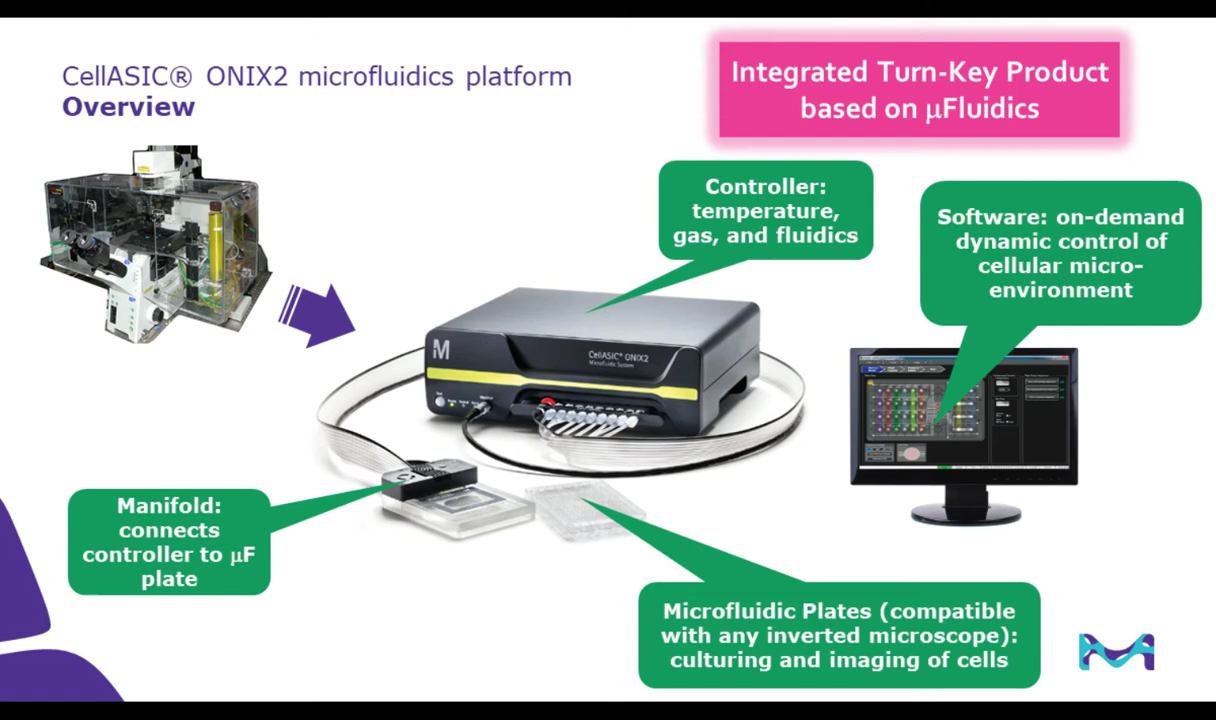 CellASIC® ONIX2 microfluidics platform
Overview
Integrated Turn-Key Product
based on µFluidics
Controller:
temperature,
gas, and fluidics
Software: on-demand
dynamic control of
cellular micro-
environment
M
CellASIC® ONIX2
Microfluidic System
Manifold:
connects
controller to µF
plate
Microfluidic Plates (compatible
with any inverted microscope):
culturing and imaging of cells